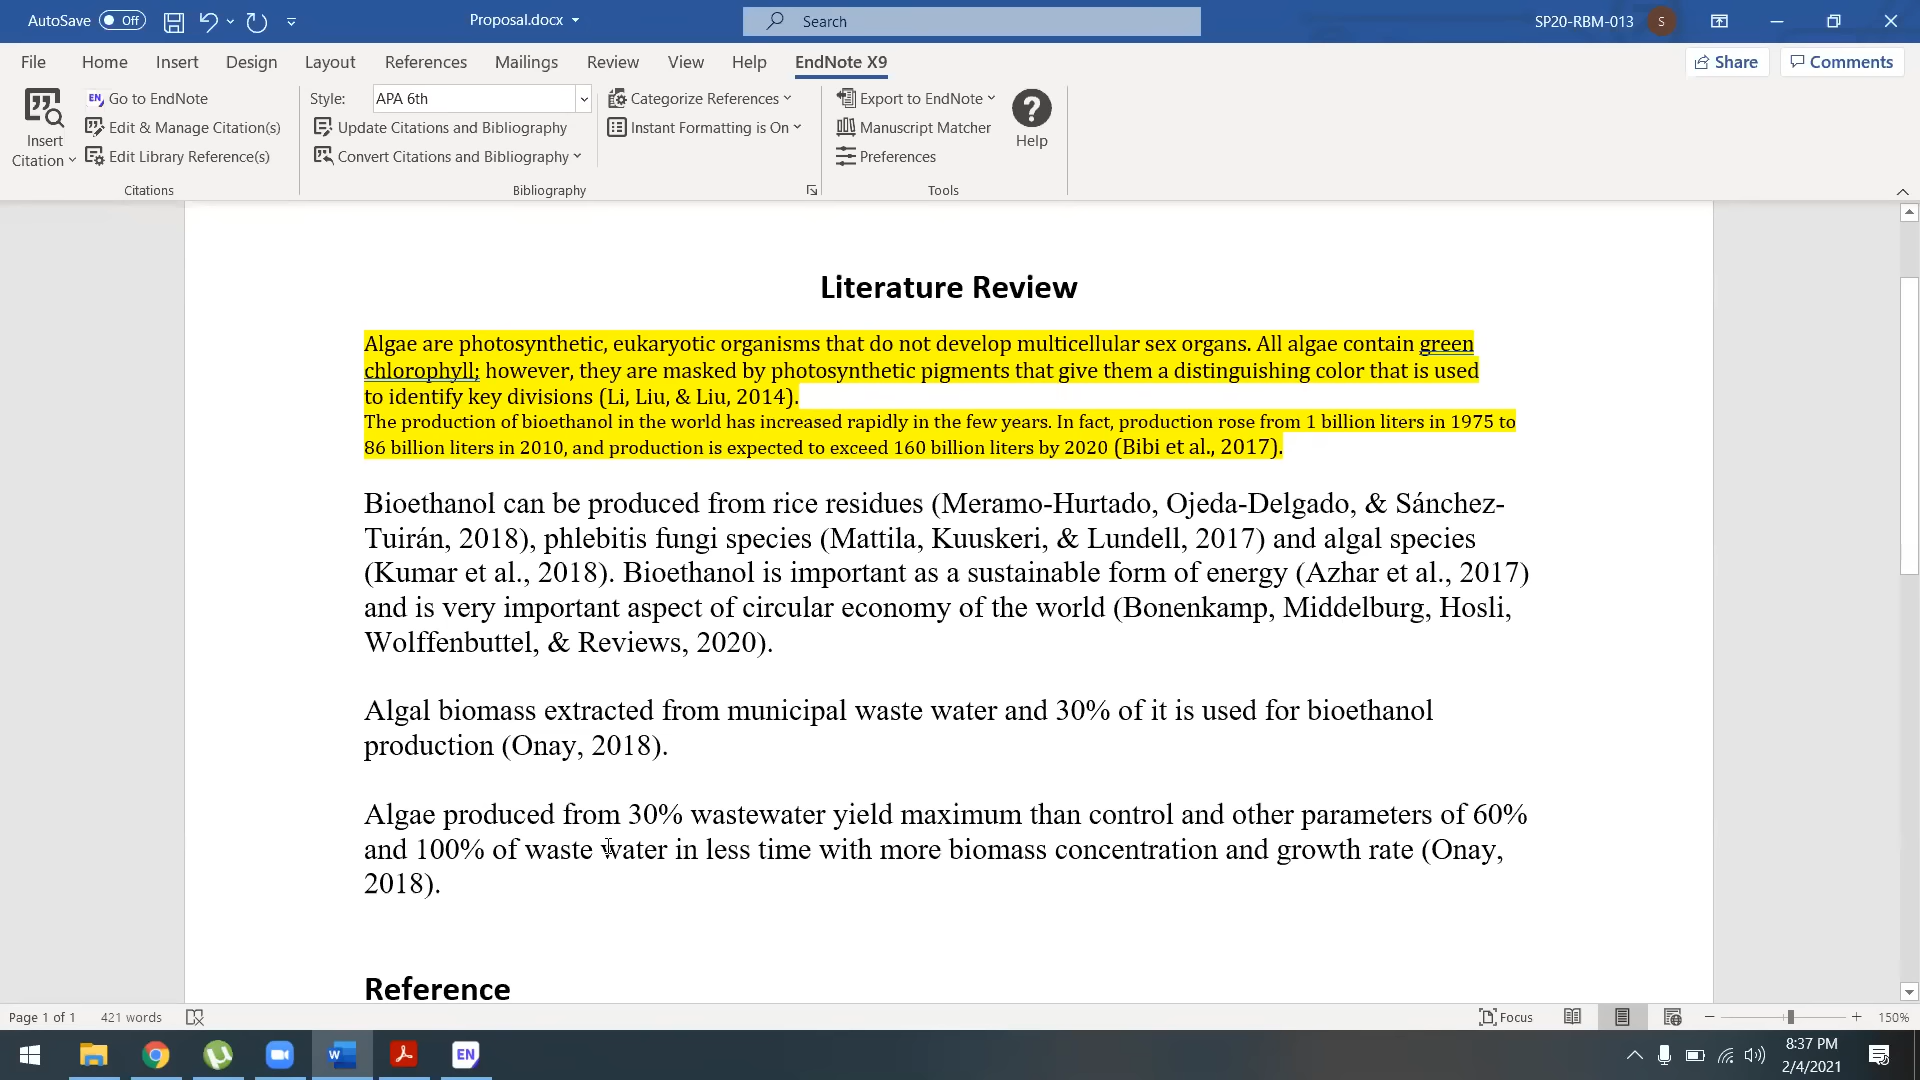 AutoSave Off Proposal.docx Search SP20-RBM-013 S
File Home Insert Design Layout References Mailings Review View Help EndNote X9 Share Comments
Insert
Citation
EN Go to EndNote
Edit & Manage Citation(s)
Edit Library Reference(s)
Citations
Style: APA 6th
Update Citations and Bibliography
Convert Citations and Bibliography
Categorize References
Instant Formatting is On
Bibliography
Export to EndNote
Manuscript Matcher
Preferences
Help
Tools
Literature Review
Algae are photosynthetic, eukaryotic organisms that do not develop multicellular sex organs. All algae contain green
chlorophyll; however, they are masked by photosynthetic pigments that give them a distinguishing color that is used
to identify key divisions (Li, Liu, & Liu, 2014).
The production of bioethanol in the world has increased rapidly in the few years. In fact, production rose from 1 billion liters in 1975 to
86 billion liters in 2010, and production is expected to exceed 160 billion liters by 2020 (Bibi et al., 2017).
Bioethanol can be produced from rice residues (Meramo-Hurtado, Ojeda-Delgado, & Sánchez-
Tuirán, 2018), phlebitis fungi species (Mattila, Kuuskeri, & Lundell, 2017) and algal species
(Kumar et al., 2018). Bioethanol is important as a sustainable form of energy (Azhar et al., 2017)
and is very important aspect of circular economy of the world (Bonenkamp, Middelburg, Hosli,
Wolffenbuttel, & Reviews, 2020).
Algal biomass extracted from municipal waste water and 30% of it is used for bioethanol
production (Onay, 2018).
Algae produced from 30% wastewater yield maximum than control and other parameters of 60%
and 100% of waste water in less time with more biomass concentration and growth rate (Onay,
2018).
Reference
Page 1 of 1 421 words Focus 150%
W EN
8:37 PM
2/4/2021